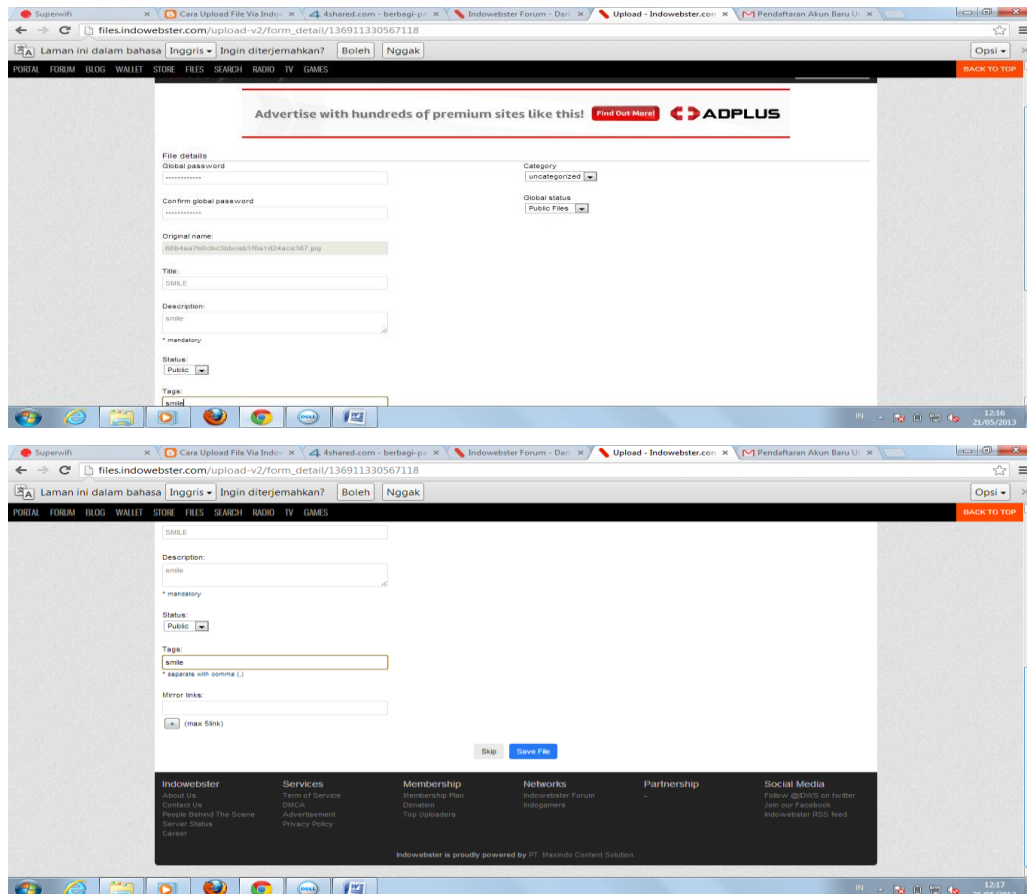 Superwifi
Cara Upload File Via Indov
4shared.com - berbagi-pa
Indowebster Forum - Dari
Upload - Indowebster.com
Pendaftaran Akun Baru U
files.indowebster.com/upload-v2/form_detail/136911330567118
Laman ini dalam bahasa Inggris Ingin diterjemahkan? Boleh Nggak Opsi
PORTAL FORUM BLOG WALLET STORE FILES SEARCH RADIO TV GAMES BACK TO TOP
Advertise with hundreds of premium sites like this! Find Out More! ADPLUS
File details
Global password
Category
************
uncategorized
Confirm global password
Global status
************
Public Files
Original name:
Title:
SMILE
Description:
smile
* mandatory
Status:
Public
Tags:
smile
DELL
IN 12:16
21/05/2013
Superwifi
Cara Upload File Via Indov
4shared.com - berbagi-pa
Indowebster Forum - Dari
Upload - Indowebster.com
Pendaftaran Akun Baru U
files.indowebster.com/upload-v2/form_detail/136911330567118
Laman ini dalam bahasa Inggris Ingin diterjemahkan? Boleh Nggak Opsi
PORTAL FORUM BLOG WALLET STORE FILES SEARCH RADIO TV GAMES BACK TO TOP
SMILE
Description:
smile
* mandatory
Status:
Public
Tags:
smile
* separate with comma (,)
Mirror links:
+ (max 5link)
Skip Save File
Indowebster Services Membership Networks Partnership Social Media
About Us Term of Service Membership Plan Indowebster Forum - Follow @IDWS on twitter
Contact Us DMCA Donation Indogamers Join our Facebook
People Behind The Scene Advertisement Top Uploaders Indowebster RSS feed
Server Status Privacy Policy
Career
Indowebster is proudly powered by PT. Maxindo Content Solution.
DELL
IN 12:17